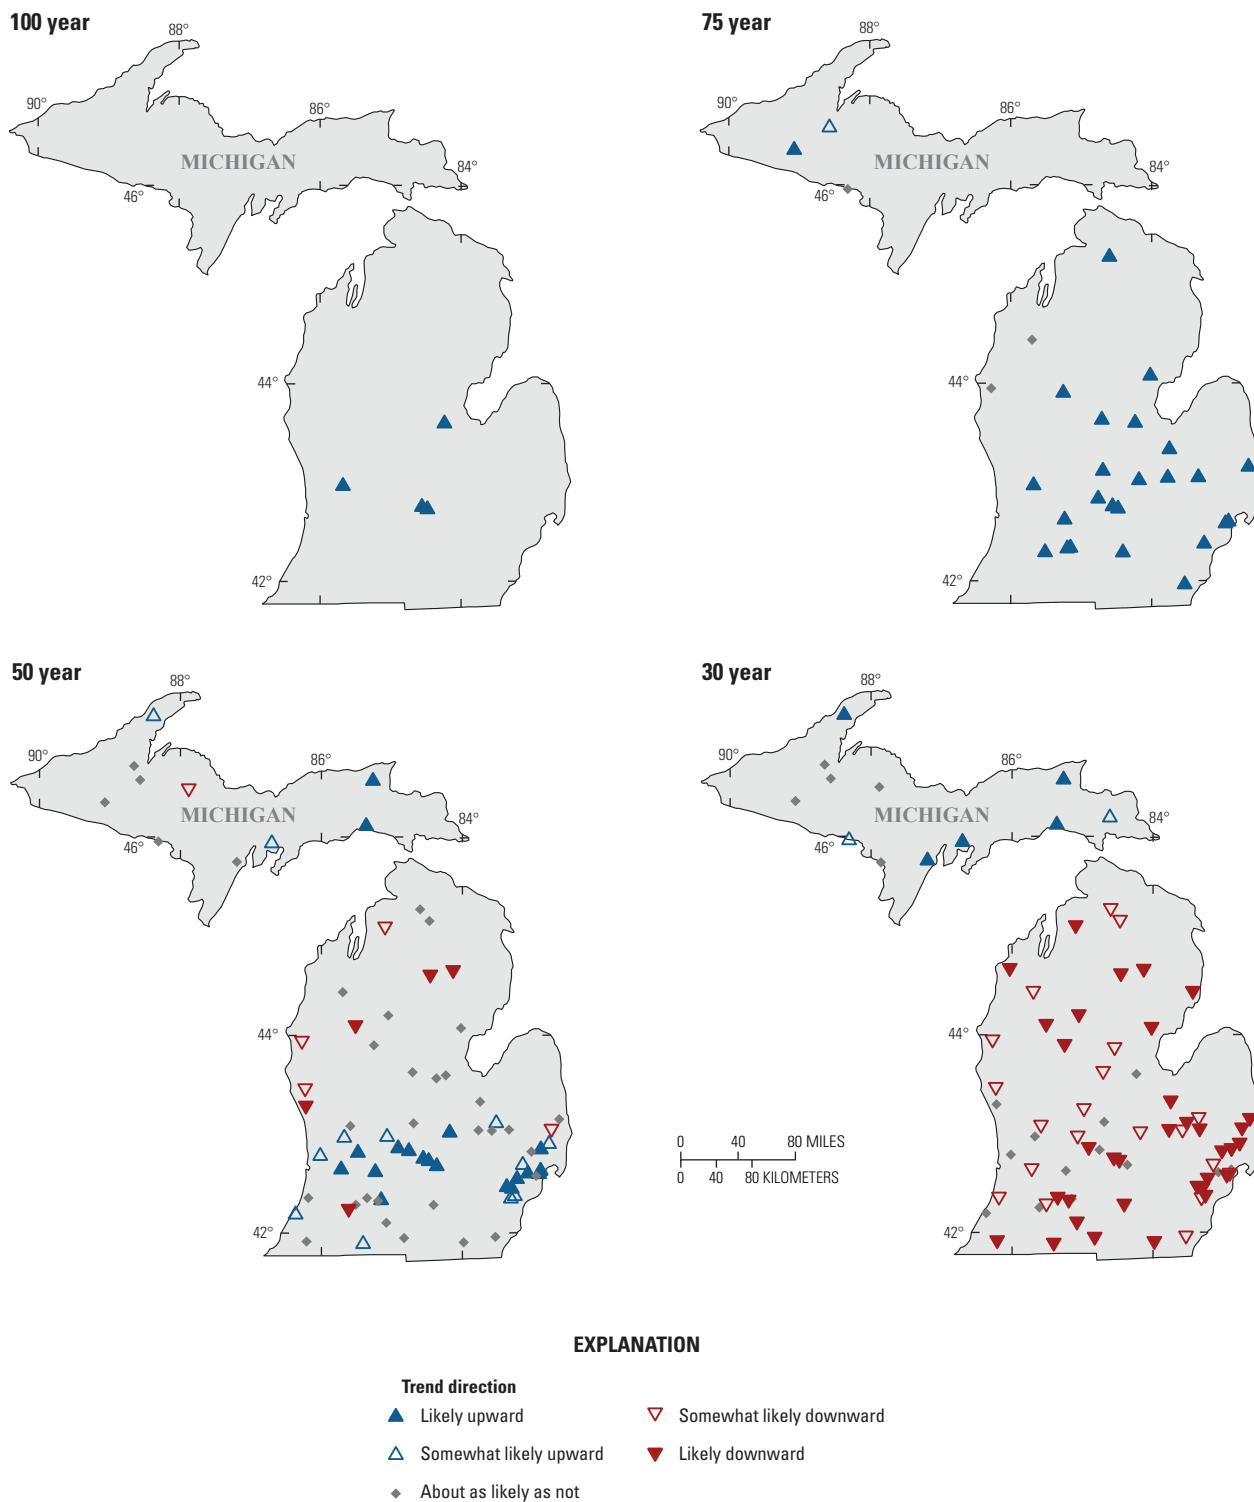 100 year
88°
90°
86°
MICHIGAN
84°
46°
44°
42°
75 year
88°
90°
86°
MICHIGAN
84°
46°
44°
42°
50 year
88°
90°
86°
MICHIGAN
84°
46°
44°
42°
30 year
88°
90°
86°
MICHIGAN
84°
46°
44°
42°
0 40 80 MILES
0 40 80 KILOMETERS
EXPLANATION
Trend direction
Likely upward
Somewhat likely upward
About as likely as not
Somewhat likely downward
Likely downward